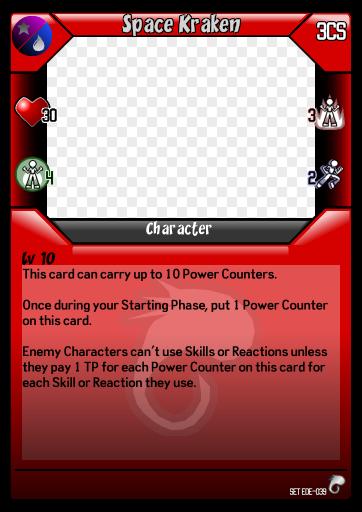 Space Kraken
3CS
30
3
4
2
Character
Lv 10
This card can carry up to 10 Power Counters.
Once during your Starting Phase, put 1 Power Counter
on this card.
Enemy Characters can't use Skills or Reactions unless
they pay 1 TP for each Power Counter on this card for
each Skill or Reaction they use.
SET EOE-039